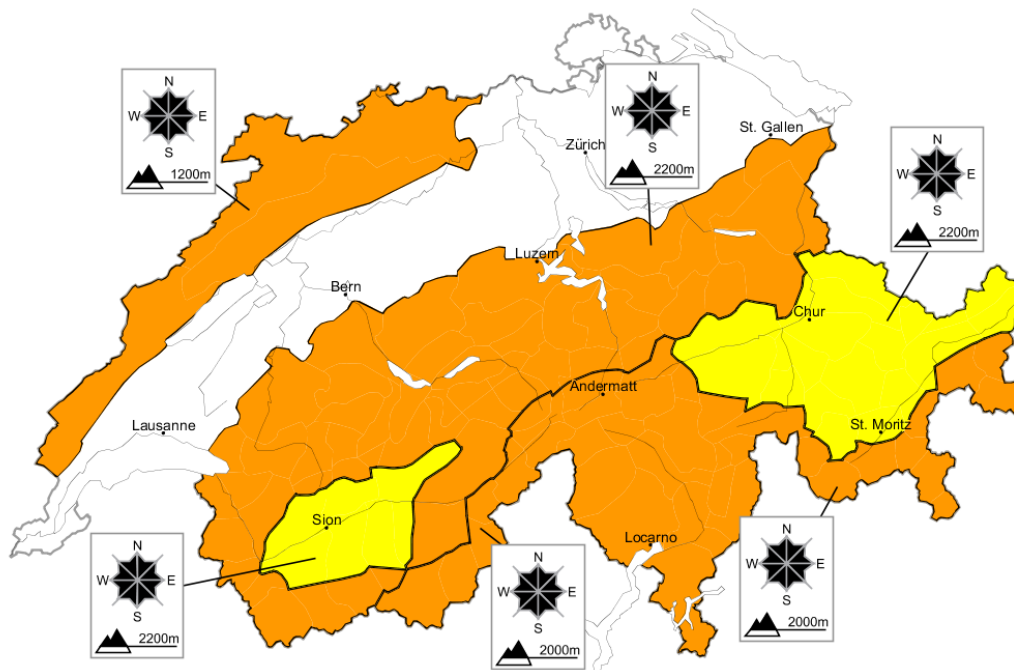 N
W E
S
1200m
N
W E
S
2200m
N
W E
S
2200m
St. Gallen
Zürich
Luzern
Bern
Chur
Andermatt
Lausanne
St. Moritz
Sion
Locarno
N
W E
S
2200m
N
W E
S
2000m
N
W E
S
2000m